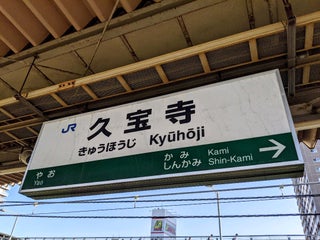 JR 久宝寺
きゅうほうじ Kyūhōji
やお
Yao
かみ Kami
しんかみ Shin-Kami